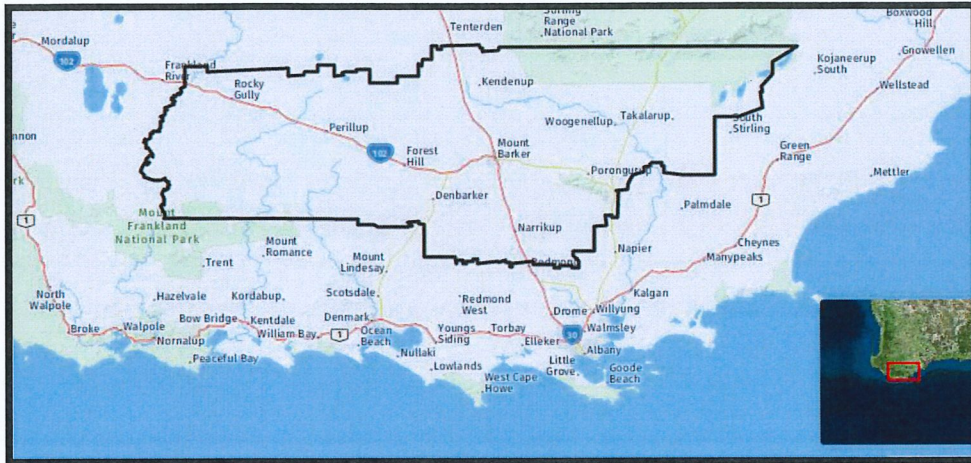 Tenterden
Stirling
Range
National Park
Boxwood
Hill
Mordalup
102
Gnowellen
Kojaneerup
South
Frankland
River
Rocky
Gully
Kendenup
Wellstead
Woogenellup
Takalarup
South
Stirling
Perillup
102
Forest
Hill
Mount
Barker
Green
Range
Porongurup
Mettler
Denbarker
1
Palmdale
1
Mount
Frankland
National Park
Narrikup
Cheynes
Mount
Romance
Napier
Manypeaks
Trent
Mount
Lindesay
Redmond
Kalgan
North
Walpole
Hazelvale
Kordabup
Scotsdale
Redmond
West
Drome
Willyung
Broke
Walpole
Bow Bridge
Kentdale
Denmark
Nornalup
William Bay
1
Ocean
Beach
Youngs
Siding
Torbay
Elleker
30
Walmsley
Albany
Peaceful Bay
Nullaki
Lowlands
Little
Grove
Goode
Beach
West Cape
Howe